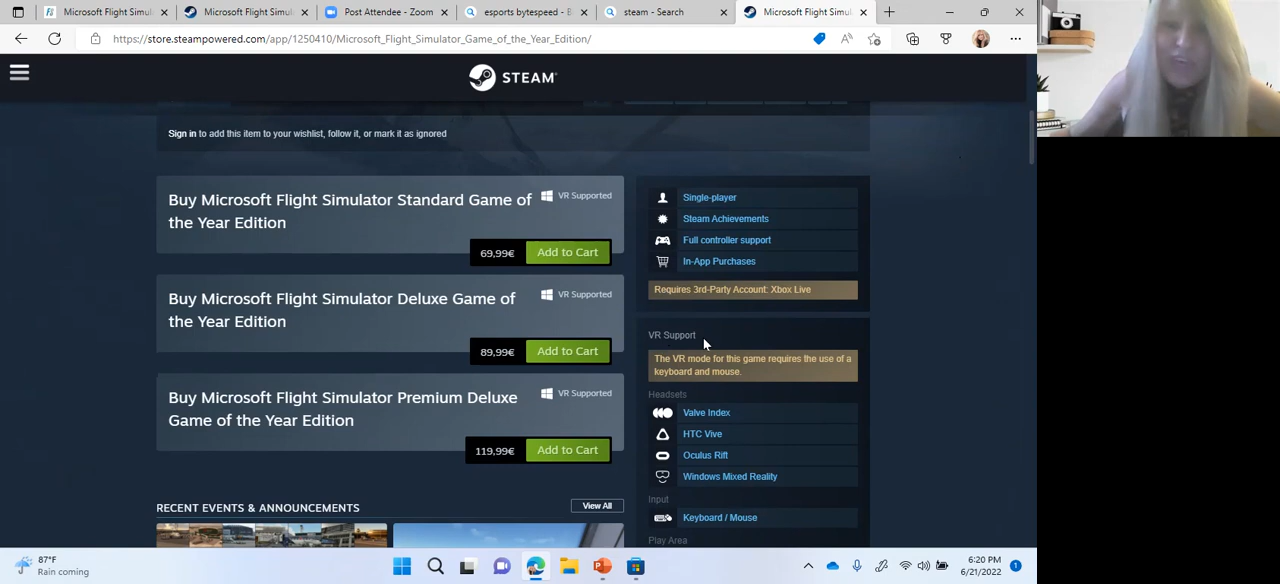 Microsoft Flight Simul
Microsoft Flight Simula
Post Attendee - Zoom
esports bytespeed - B
steam - Search
Microsoft Flight Simul
https://store.steampowered.com/app/1250410/Microsoft_Flight_Simulator_Game_of_the_Year_Edition/
STEAM
Sign in to add this item to your wishlist, follow it, or mark it as ignored
Buy Microsoft Flight Simulator Standard Game of
the Year Edition
VR Supported
69,99€
Add to Cart
Buy Microsoft Flight Simulator Deluxe Game of
the Year Edition
VR Supported
89,99€
Add to Cart
Buy Microsoft Flight Simulator Premium Deluxe
Game of the Year Edition
VR Supported
119,99€
Add to Cart
RECENT EVENTS & ANNOUNCEMENTS
View All
Single-player
Steam Achievements
Full controller support
In-App Purchases
Requires 3rd-Party Account: Xbox Live
VR Support
The VR mode for this game requires the use of a
keyboard and mouse.
Headsets
Valve Index
HTC Vive
Oculus Rift
Windows Mixed Reality
Input
Keyboard / Mouse
Play Area
87°F
Rain coming
6:20 PM
6/21/2022
1